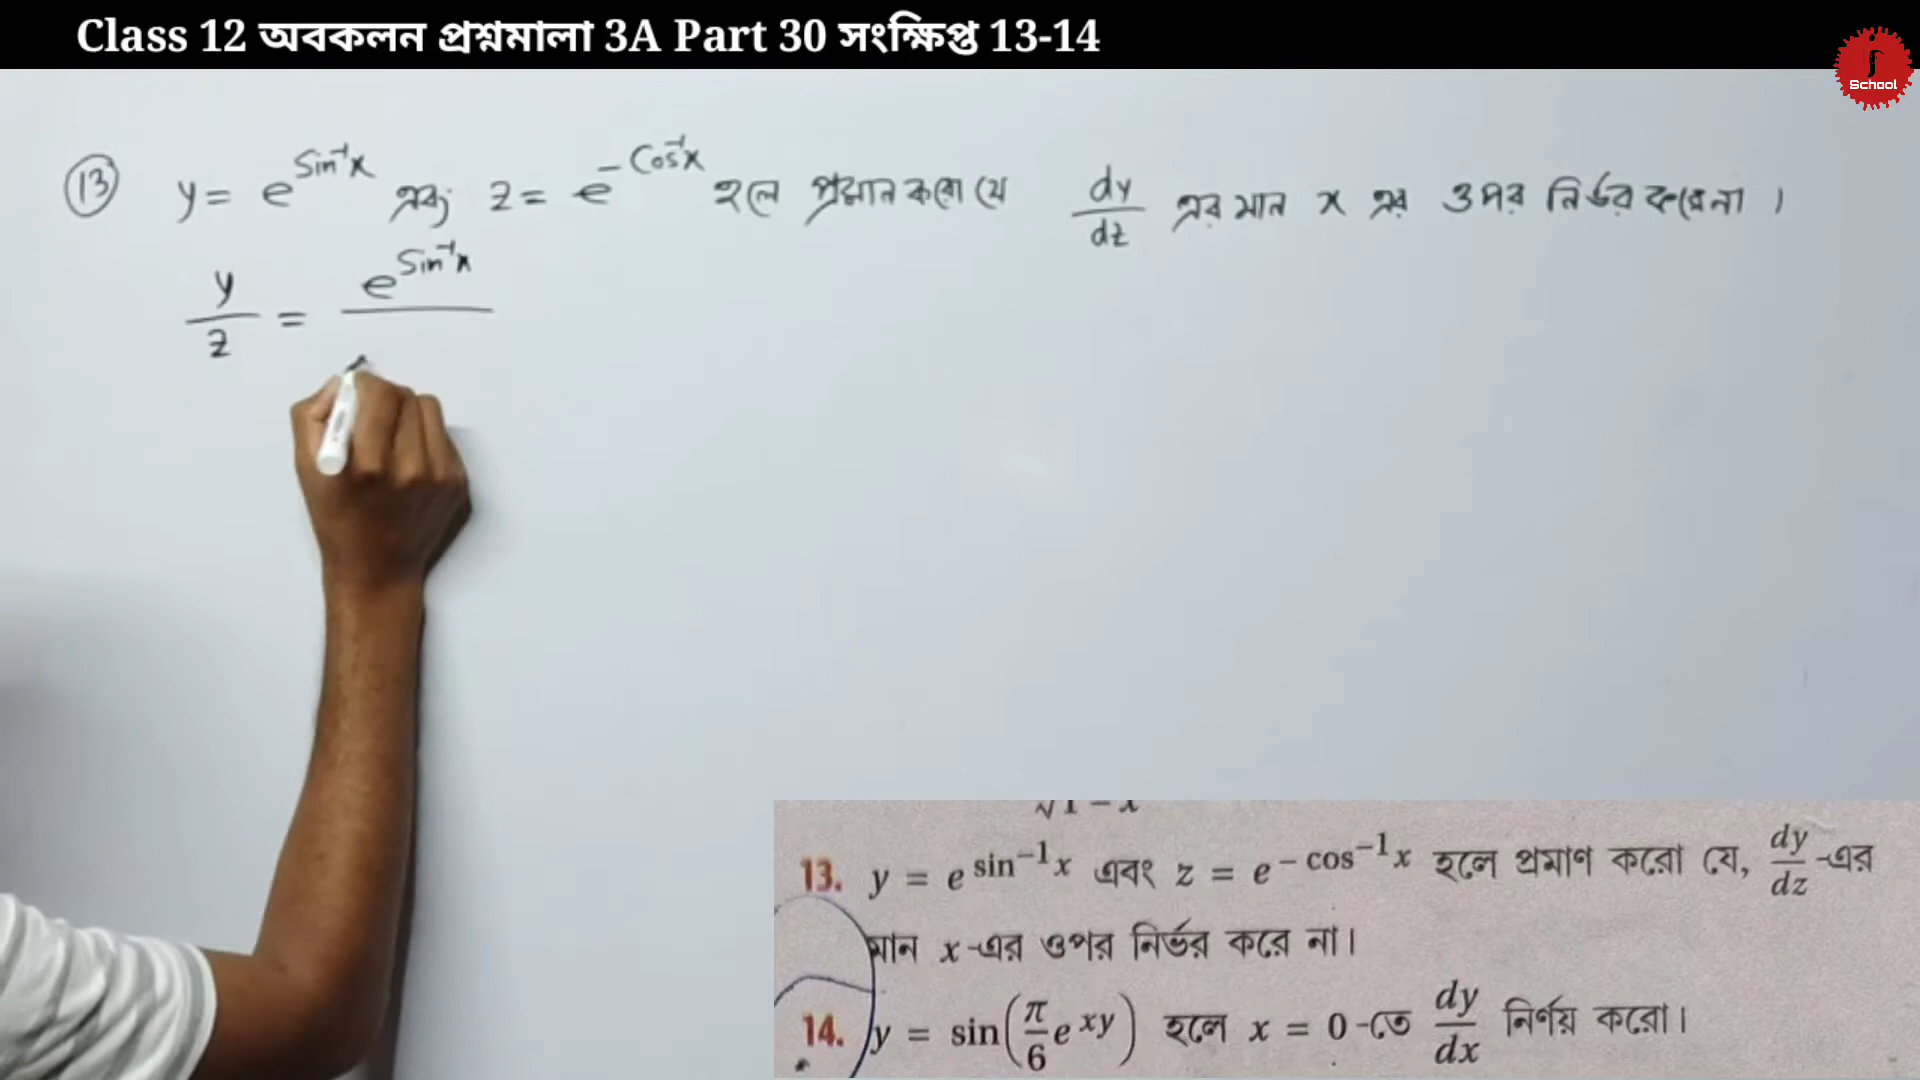 Class 12 অবকলন প্রশ্নমালা 3A Part 30 সংক্ষিপ্ত 13-14
School
(13) y = e^{Sin⁻¹x} এবং z = e^{-Cos⁻¹x} হলে প্রমান করো যে dy/dz এর মান x এর ওপর নির্ভর করে না।
y/z = e^{Sin⁻¹x}
13. y = e^{sin⁻¹x} এবং z = e^{-cos⁻¹x} হলে প্রমাণ করো যে, dy/dz-এর
মান x-এর ওপর নির্ভর করে না।
14. y = sin(π/6 e^{xy}) হলে x = 0-তে dy/dx নির্ণয় করো।